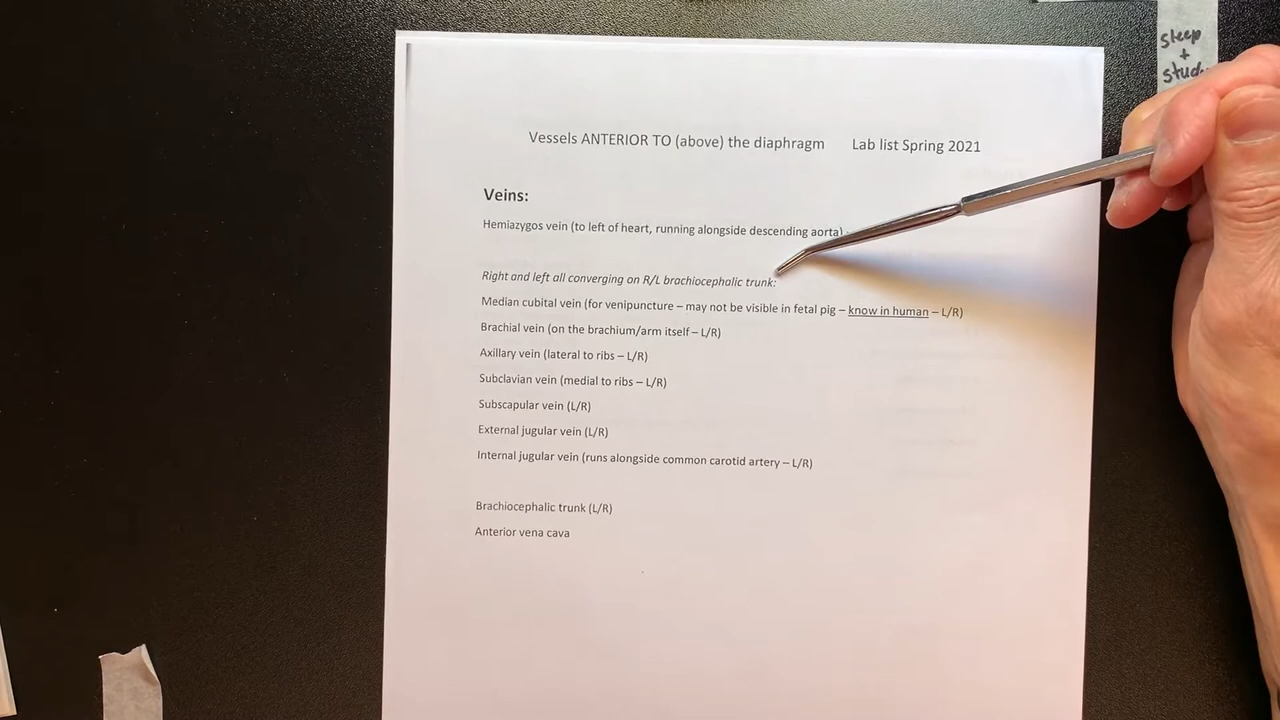 sleep
+
Vessels ANTERIOR TO (above) the diaphragm Lab list Spring 2021
Veins:
Hemiazygos vein (to left of heart, running alongside descending aorta)
Right and left all converging on R/L brachiocephalic trunk:
Median cubital vein (for venipuncture – may not be visible in fetal pig – know in human – L/R)
Brachial vein (on the brachium/arm itself – L/R)
Axillary vein (lateral to ribs – L/R)
Subclavian vein (medial to ribs – L/R)
Subscapular vein (L/R)
External jugular vein (L/R)
Internal jugular vein (runs alongside common carotid artery – L/R)
Brachiocephalic trunk (L/R)
Anterior vena cava